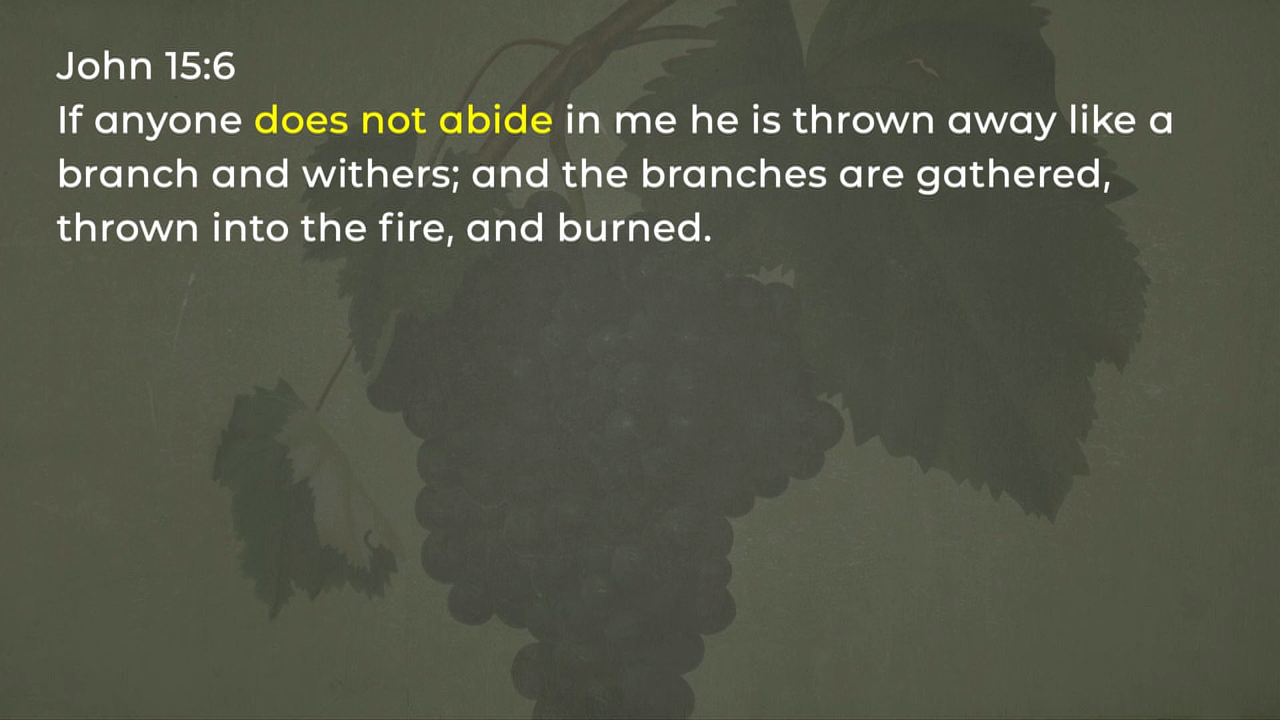 John 15:6
If anyone does not abide in me he is thrown away like a
branch and withers; and the branches are gathered,
thrown into the fire, and burned.